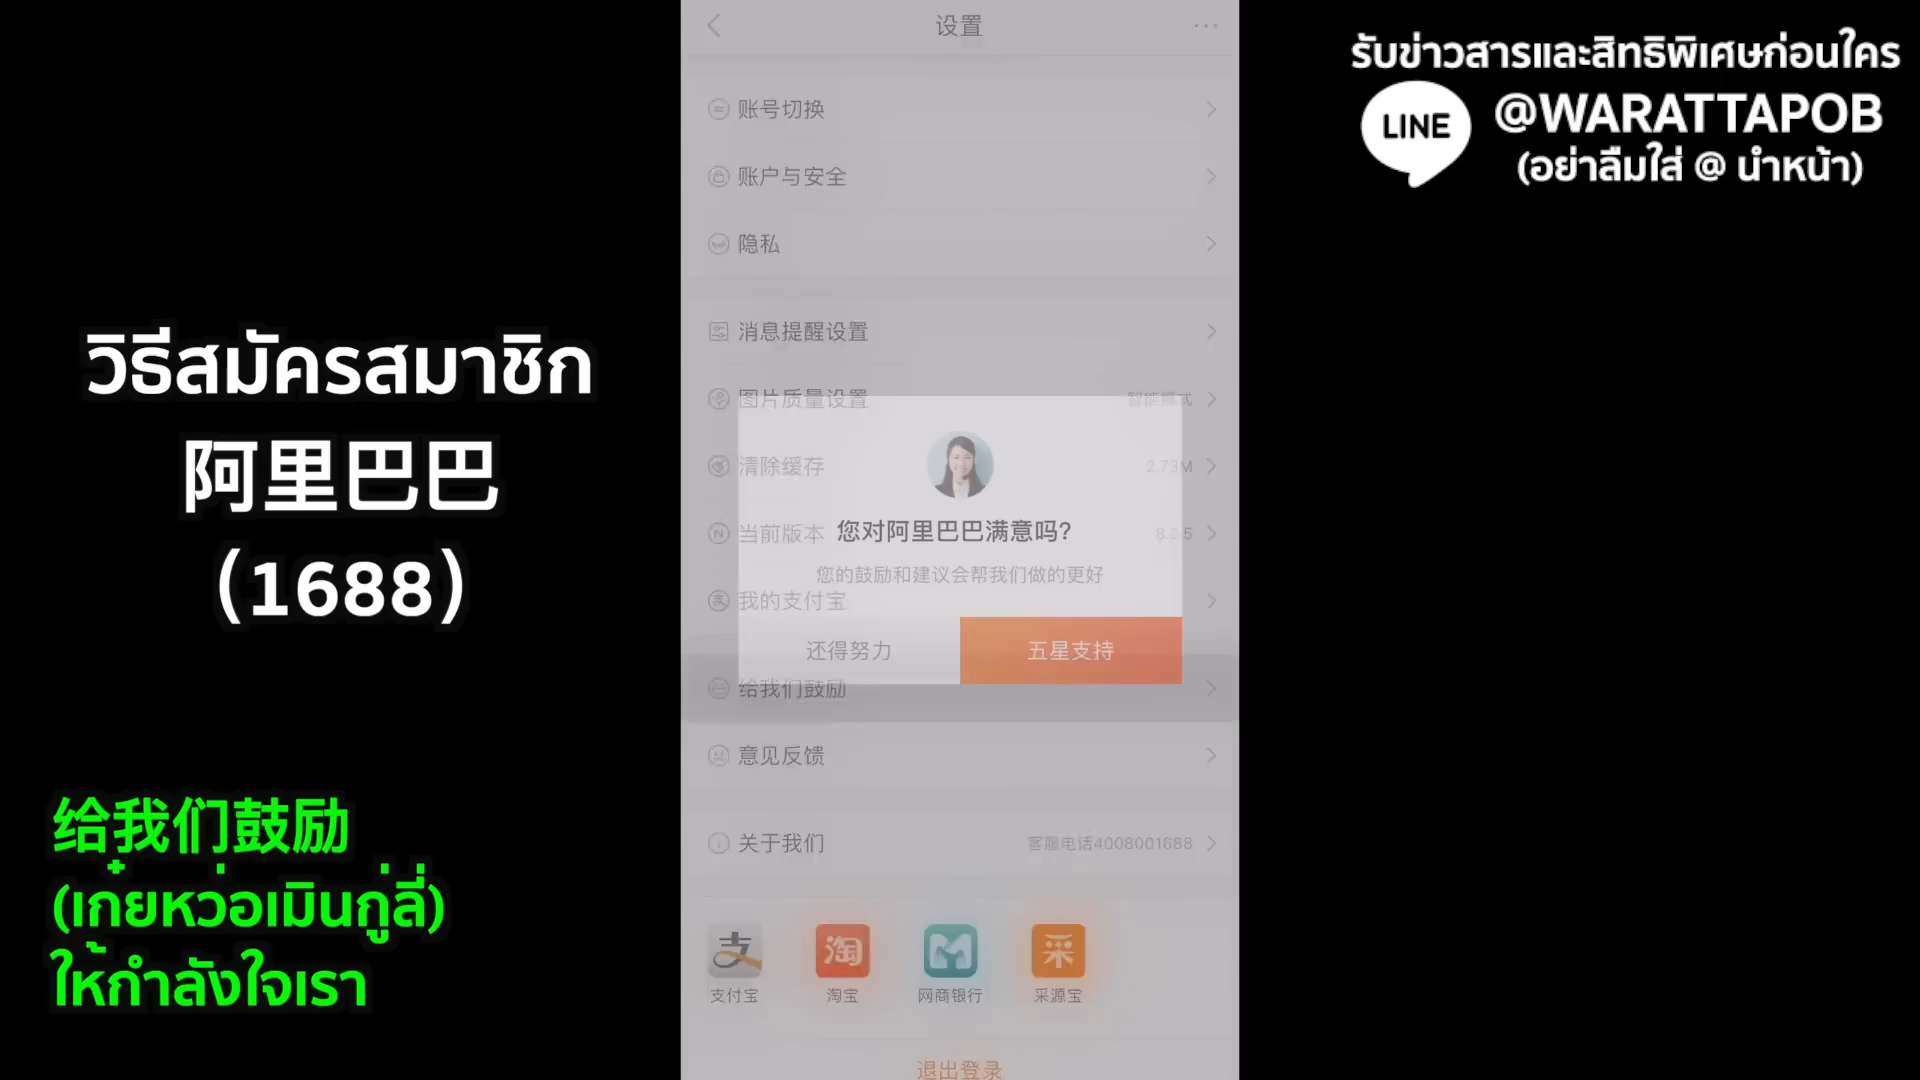 设置
账号切换
账户与安全
隐私
消息提醒设置
图片质量设置 智能模式
清除缓存 2.73M
当前版本 8.0.5
我的支付宝
您对阿里巴巴满意吗?
您的鼓励和建议会帮我们做的更好
还得努力 五星支持
给我们鼓励
意见反馈
关于我们 客服电话4008001688
支付宝 淘宝 网商银行 采源宝
退出登录
วิธีสมัครสมาชิก
阿里巴巴
(1688)
给我们鼓励
(เก๋ยหว่อเมินกู่ลี่)
ให้กำลังใจเรา
รับข่าวสารและสิทธิพิเศษก่อนใคร
LINE @WARATTAPOB
(อย่าลืมใส่ @ นำหน้า)